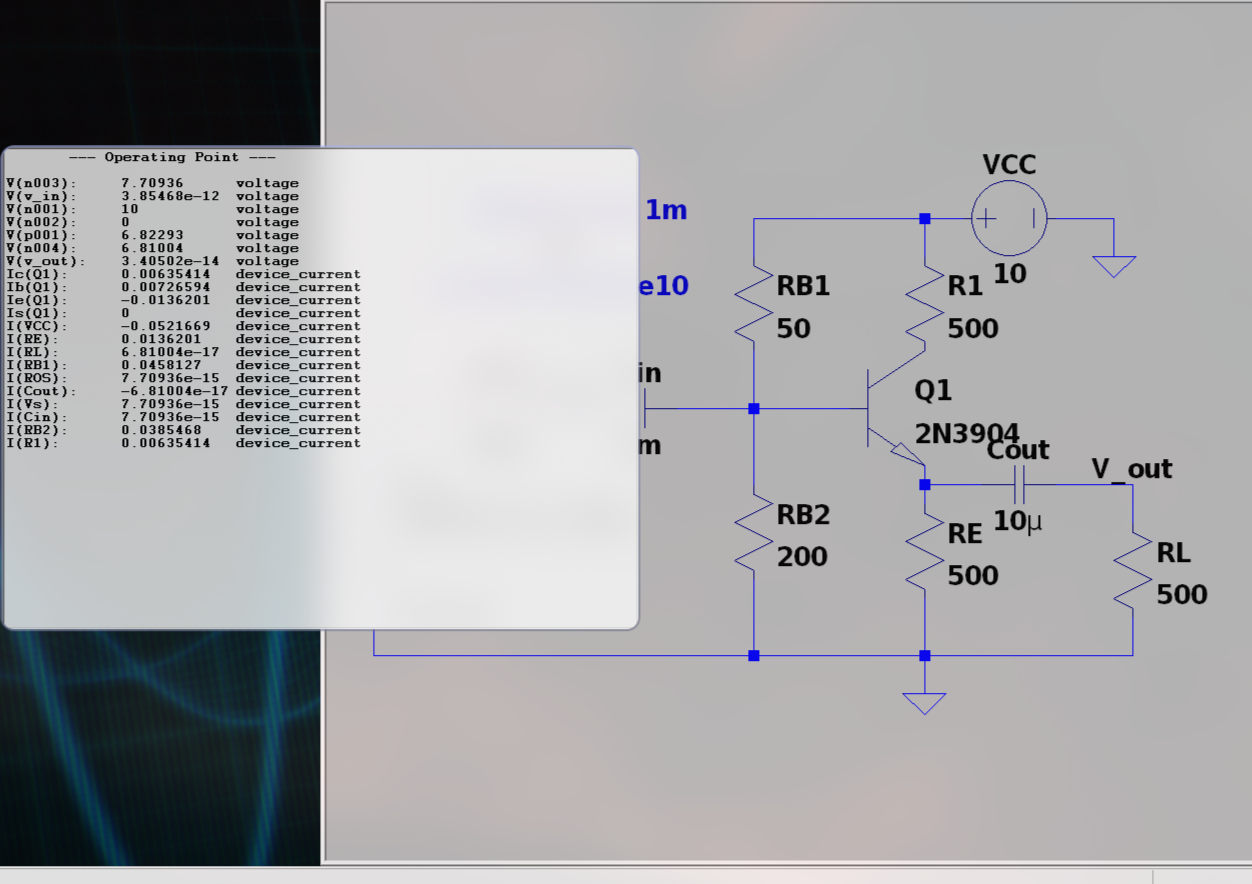 --- Operating Point ---
V(n003): 7.70936 voltage
V(v_in): 3.85468e-12 voltage
V(n001): 10 voltage
V(n002): 0 voltage
V(p001): 6.82293 voltage
V(n004): 6.81004 voltage
V(v_out): 3.40502e-14 voltage
Ic(Q1): 0.00635414 device_current
Ib(Q1): 0.00726594 device_current
Ie(Q1): -0.0136201 device_current
Is(Q1): 0 device_current
I(VCC): -0.0521669 device_current
I(RE): 0.0136201 device_current
I(RL): 6.81004e-17 device_current
I(RB1): 0.0458127 device_current
I(ROS): 7.70936e-15 device_current
I(Cout): -6.81004e-17 device_current
I(Vs): 7.70936e-15 device_current
I(Cin): 7.70936e-15 device_current
I(RB2): 0.0385468 device_current
I(R1): 0.00635414 device_current
1m
e10
in
m
VCC
10
RB1
50
R1
500
Q1
2N3904
Cout
10µ
V_out
RB2
200
RE
500
RL
500